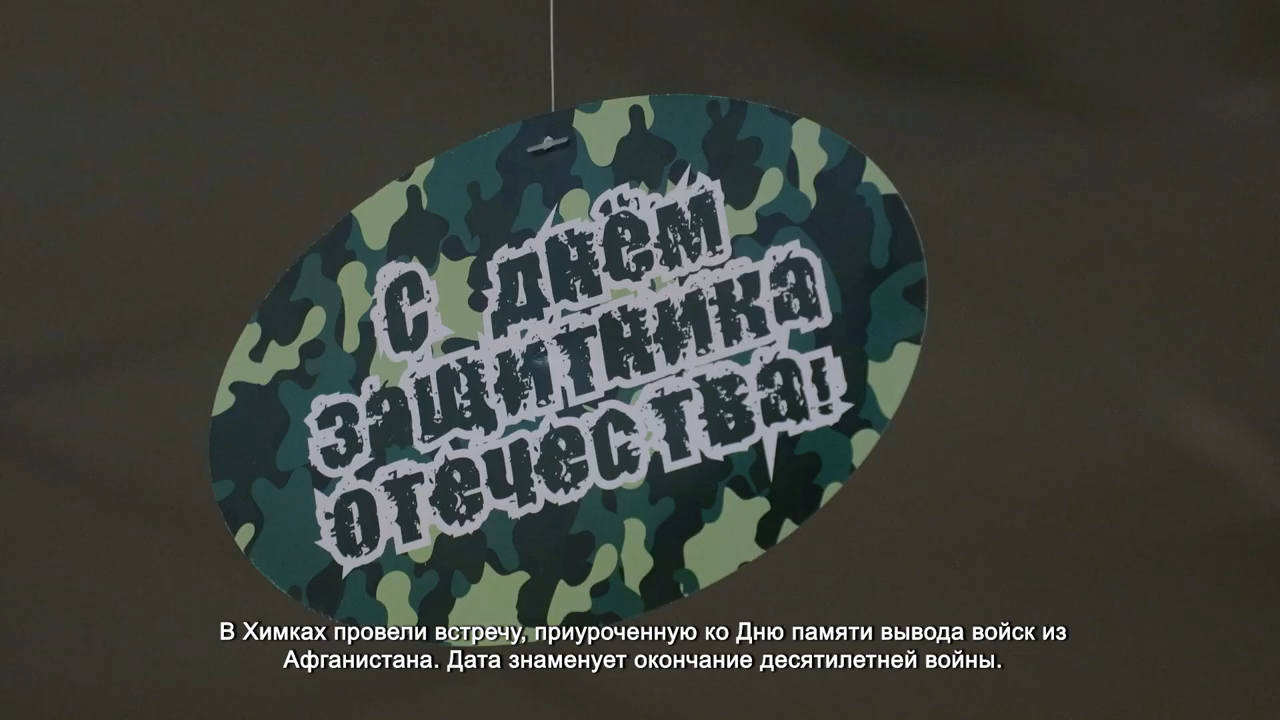 С ДНЁМ
ЗАЩИТНИКА
ОТЕЧЕСТВА!
В Химках провели встречу, приуроченную ко Дню памяти вывода войск из
Афганистана. Дата знаменует окончание десятилетней войны.